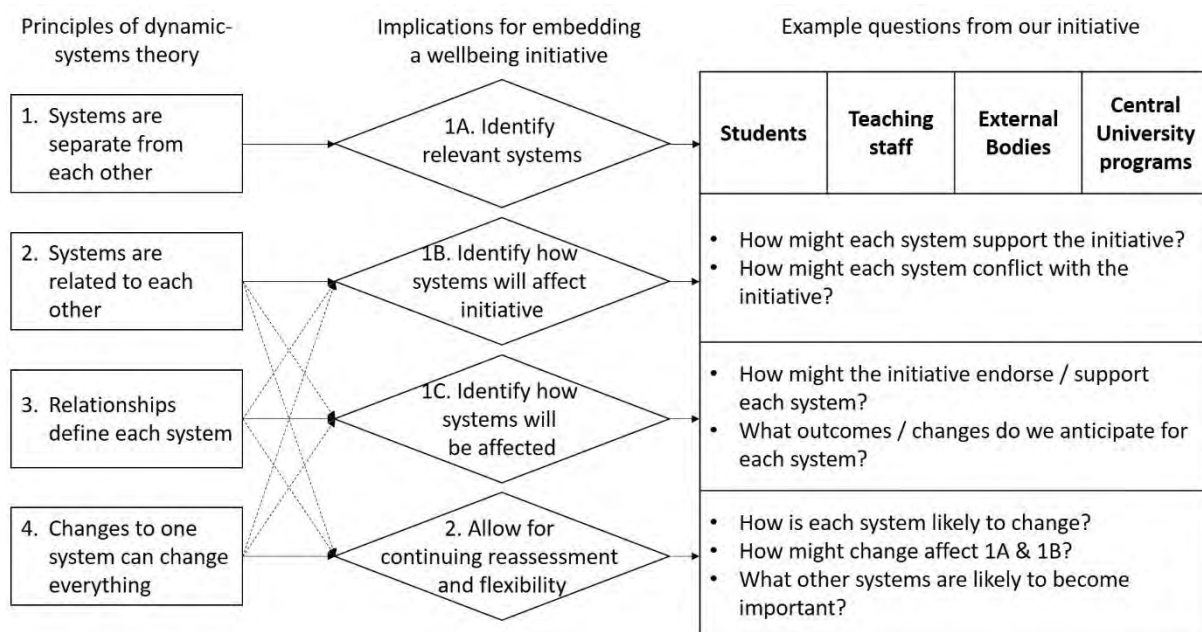 Principles of dynamic-
systems theory
Implications for embedding
a wellbeing initiative
Example questions from our initiative
1. Systems are
separate from
each other
1A. Identify
relevant systems
Students
Teaching
staff
External
Bodies
Central
University
programs
2. Systems are
related to each
other
1B. Identify how
systems will affect
initiative
• How might each system support the initiative?
• How might each system conflict with the
initiative?
3. Relationships
define each system
1C. Identify how
systems will
be affected
• How might the initiative endorse / support
each system?
• What outcomes / changes do we anticipate for
each system?
4. Changes to one
system can change
everything
2. Allow for
continuing reassessment
and flexibility
• How is each system likely to change?
• How might change affect 1A & 1B?
• What other systems are likely to become
important?